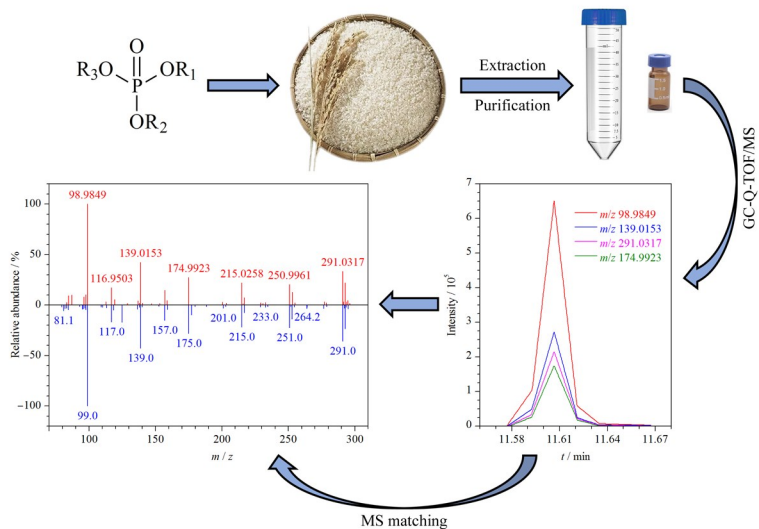 O
R₃O
P
OR₁
OR₂
Extraction
Purification
GC-Q-TOF/MS
Relative abundance / %
100
50
0
−50
−100
98.9849
116.9503
139.0153
174.9923
215.0258
250.9961
291.0317
81.1
99.0
117.0
139.0
157.0
175.0
201.0
215.0
233.0
251.0
264.2
291.0
100
150
200
250
300
m / z
Intensity / 10⁵
7
6
5
4
3
2
1
0
m/z 98.9849
m/z 139.0153
m/z 291.0317
m/z 174.9923
11.58
11.61
11.64
11.67
t / min
MS matching